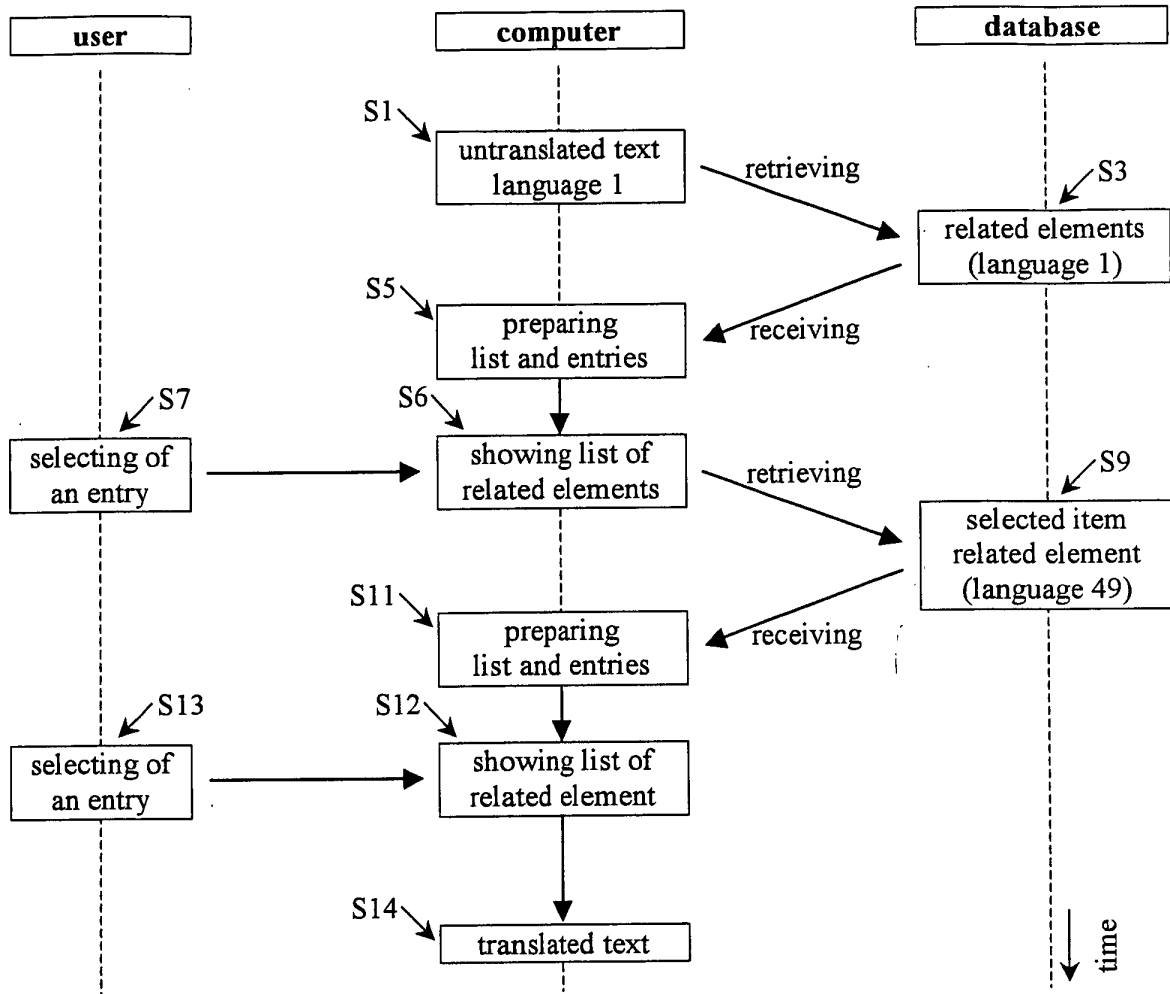 user
computer
database
S1
untranslated text
language 1
retrieving
S3
related elements
(language 1)
S5
preparing
list and entries
receiving
S7
S6
selecting of
an entry
showing list of
related elements
retrieving
S9
selected item
related element
(language 49)
S11
preparing
list and entries
receiving
S13
S12
selecting of
an entry
showing list of
related element
S14
translated text
time